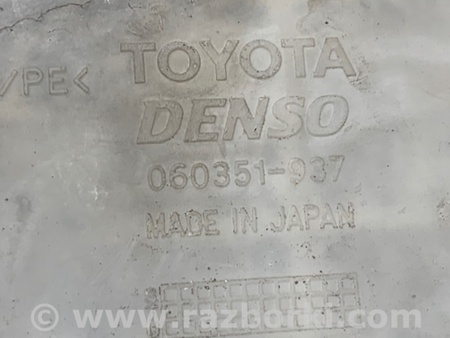 TOYOTA
/PE<
DENSO
060351-937
MADE IN JAPAN
© www.razborki.com